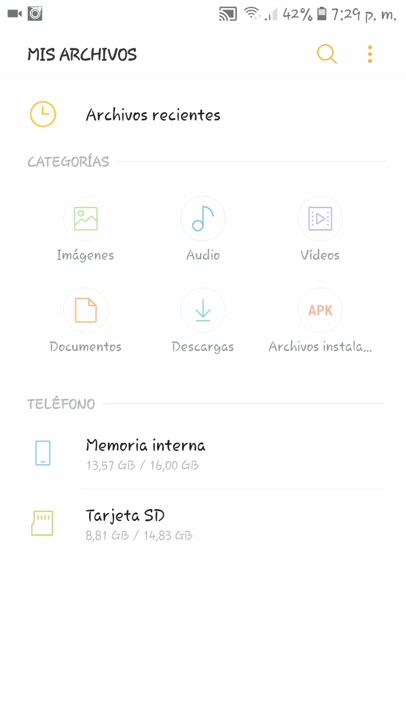 42% 7:29 p. m.
MIS ARCHIVOS
Archivos recientes
CATEGORÍAS
Imágenes Audio Vídeos
APK
Documentos Descargas Archivos instala...
TELÉFONO
Memoria interna
13,57 GB / 16,00 GB
Tarjeta SD
8,81 GB / 14,83 GB